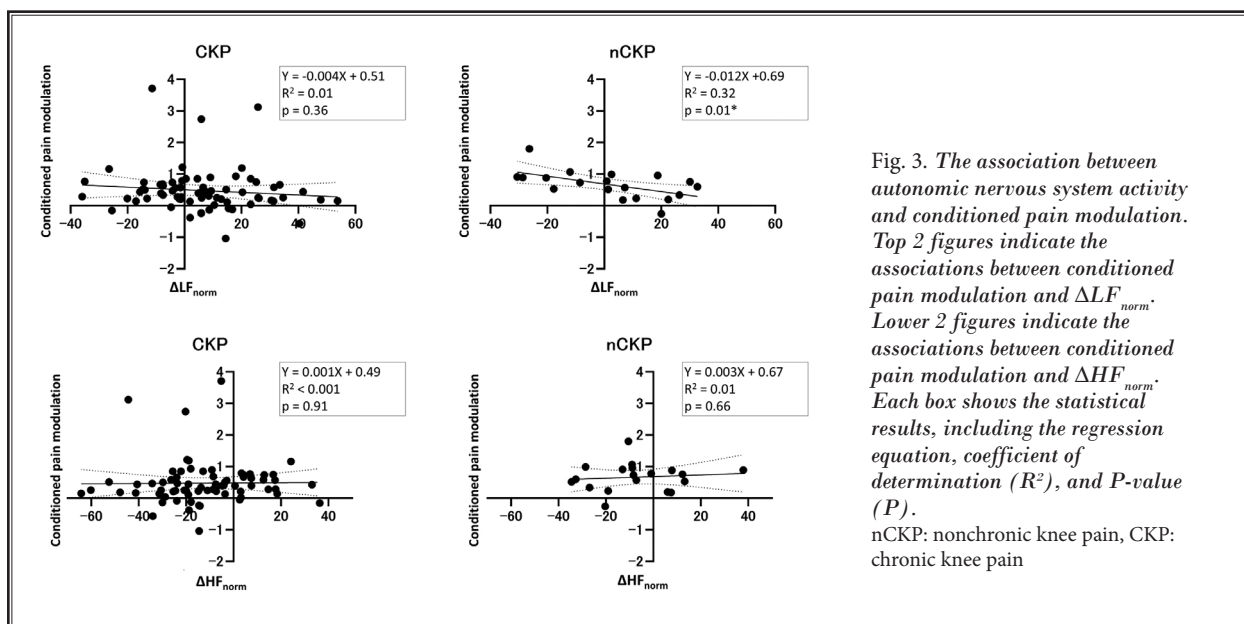 CKP
Conditioned pain modulation
Y = -0.004X + 0.51
R² = 0.01
p = 0.36
4
3
2
1
-1
-2
-40 -20 0 20 40 60
ΔLFnorm
nCKP
Conditioned pain modulation
Y = -0.012X +0.69
R² = 0.32
p = 0.01*
4
3
2
1
-1
-2
-40 -20 0 20 40 60
ΔLFnorm
CKP
Conditioned pain modulation
Y = 0.001X + 0.49
R² < 0.001
p = 0.91
4
3
2
1
-1
-2
-60 -40 -20 0 20 40
ΔHFnorm
nCKP
Conditioned pain modulation
Y = 0.003X + 0.67
R² = 0.01
p = 0.66
4
3
2
1
-1
-2
-60 -40 -20 0 20 40
ΔHFnorm
Fig. 3. The association between
autonomic nervous system activity
and conditioned pain modulation.
Top 2 figures indicate the
associations between conditioned
pain modulation and ΔLFnorm.
Lower 2 figures indicate the
associations between conditioned
pain modulation and ΔHFnorm.
Each box shows the statistical
results, including the regression
equation, coefficient of
determination (R²), and P-value
(P).
nCKP: nonchronic knee pain, CKP:
chronic knee pain